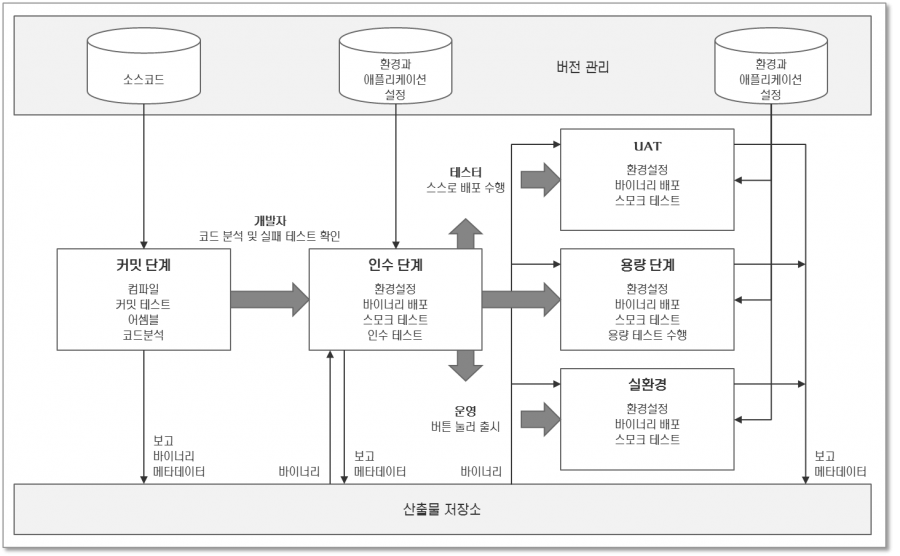 소스코드
환경과
애플리케이션
설정
버전 관리
환경과
애플리케이션
설정
테스터
스스로 배포 수행
UAT
환경설정
바이너리 배포
스모크 테스트
개발자
코드 분석 및 실패 테스트 확인
커밋 단계
컴파일
커밋 테스트
어셈블
코드분석
인수 단계
환경설정
바이너리 배포
스모크 테스트
인수 테스트
용량 단계
환경설정
바이너리 배포
스모크 테스트
용량 테스트 수행
운영
버튼 눌러 출시
실환경
환경설정
바이너리 배포
스모크 테스트
보고
바이너리
메타데이터
바이너리
보고
메타데이터
바이너리
보고
메타데이터
산출물 저장소